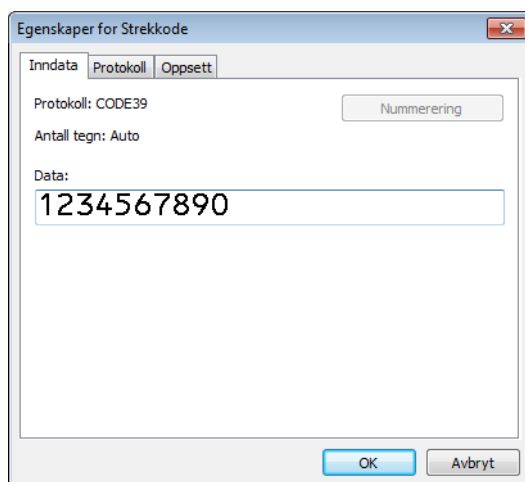 Egenskaper for Strekkode
Inndata Protokoll Oppsett
Protokoll: CODE39 Nummerering
Antall tegn: Auto
Data:
1234567890
OK Avbryt